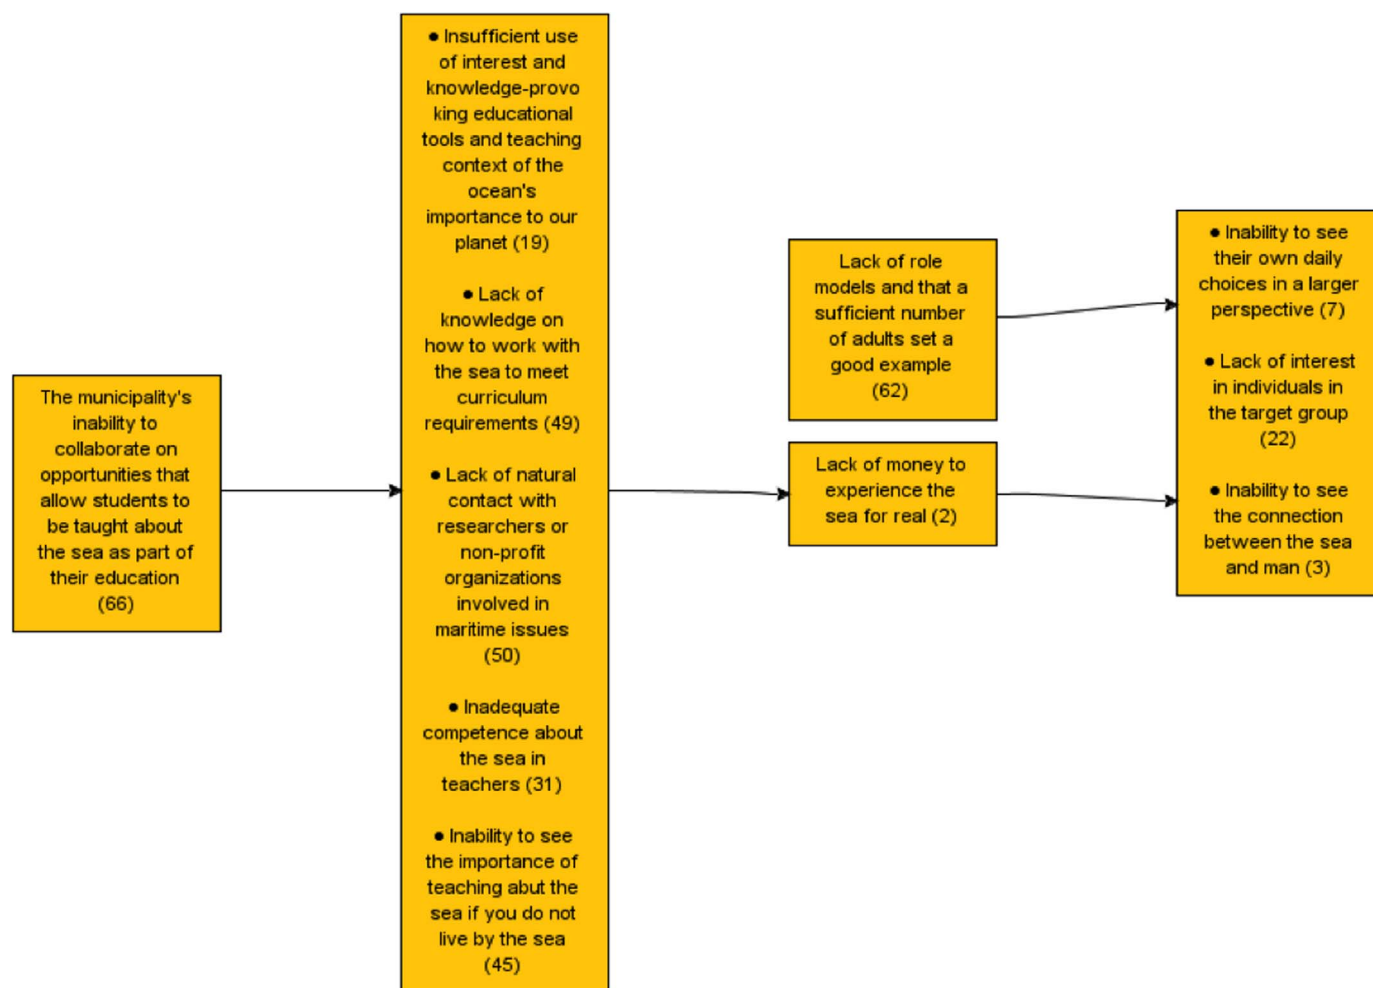 The municipality's
inability to
collaborate on
opportunities that
allow students to
be taught about
the sea as part of
their education
(66)
● Insufficient use
of interest and
knowledge-provo
king educational
tools and teaching
context of the
ocean's
importance to our
planet (19)
● Lack of
knowledge on
how to work with
the sea to meet
curriculum
requirements (49)
● Lack of natural
contact with
researchers or
non-profit
organizations
involved in
maritime issues
(50)
● Inadequate
competence about
the sea in
teachers (31)
● Inability to see
the importance of
teaching abut the
sea if you do not
live by the sea
(45)
Lack of role
models and that a
sufficient number
of adults set a
good example
(62)
Lack of money to
experience the
sea for real (2)
● Inability to see
their own daily
choices in a larger
perspective (7)
● Lack of interest
in individuals in
the target group
(22)
● Inability to see
the connection
between the sea
and man (3)